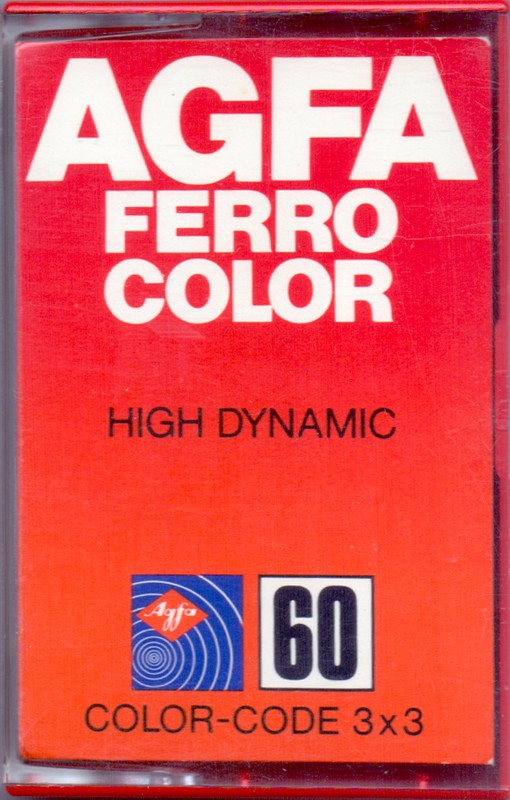 AGFA
FERRO
COLOR
HIGH DYNAMIC
Agfa
60
COLOR-CODE 3x3